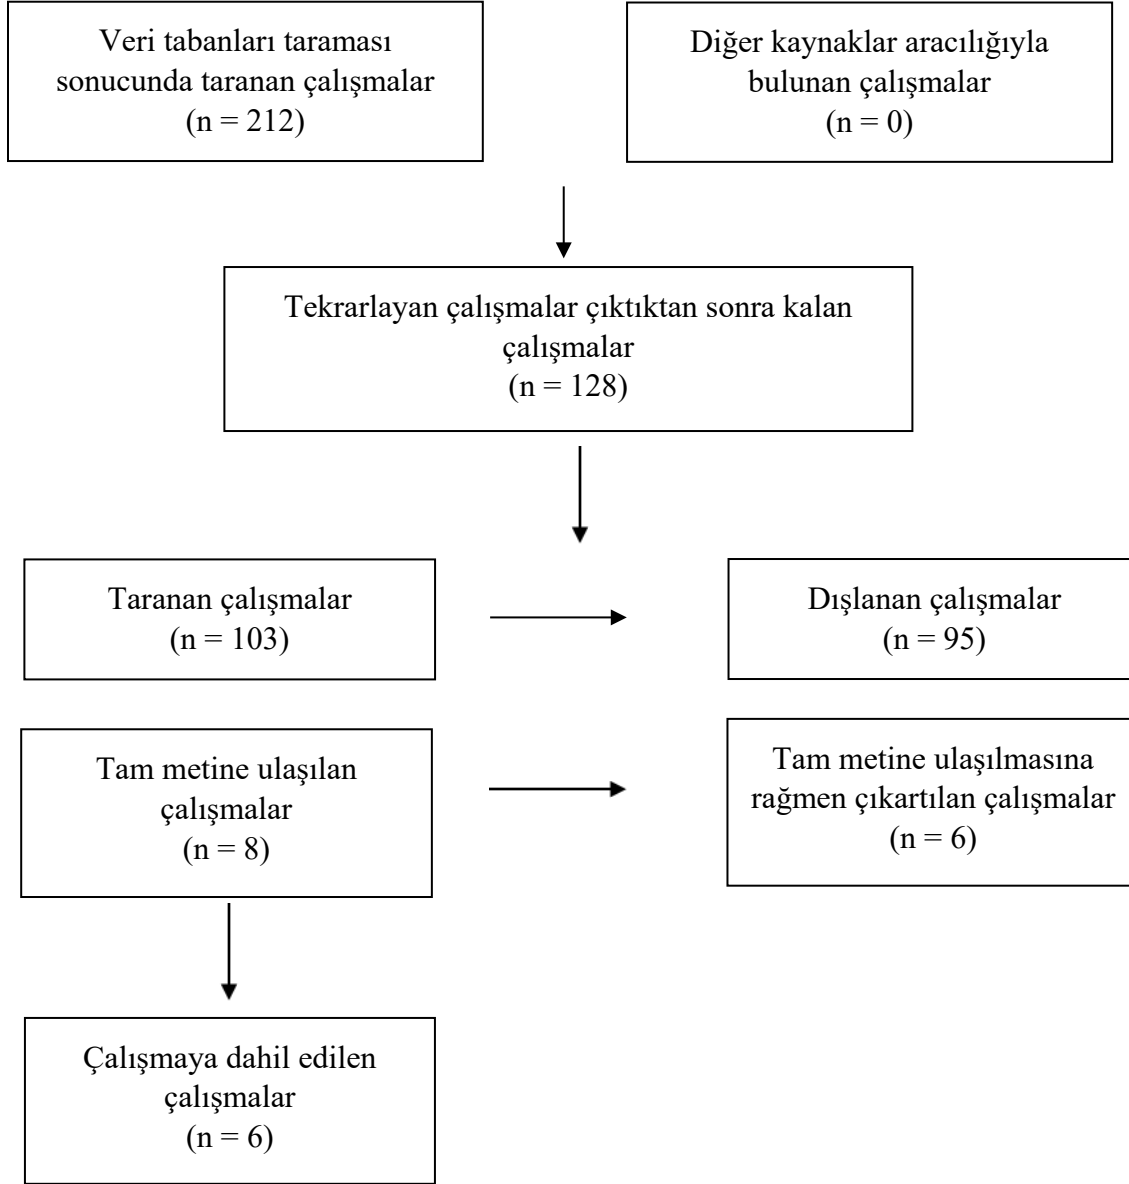 Veri tabanları taraması
sonucunda taranan çalışmalar
(n = 212)
Diğer kaynaklar aracılığıyla
bulunan çalışmalar
(n = 0)
Tekrarlayan çalışmalar çıktıktan sonra kalan
çalışmalar
(n = 128)
Taranan çalışmalar
(n = 103)
Dışlanan çalışmalar
(n = 95)
Tam metine ulaşılan
çalışmalar
(n = 8)
Tam metine ulaşılmasına
rağmen çıkartılan çalışmalar
(n = 6)
Çalışmaya dahil edilen
çalışmalar
(n = 6)